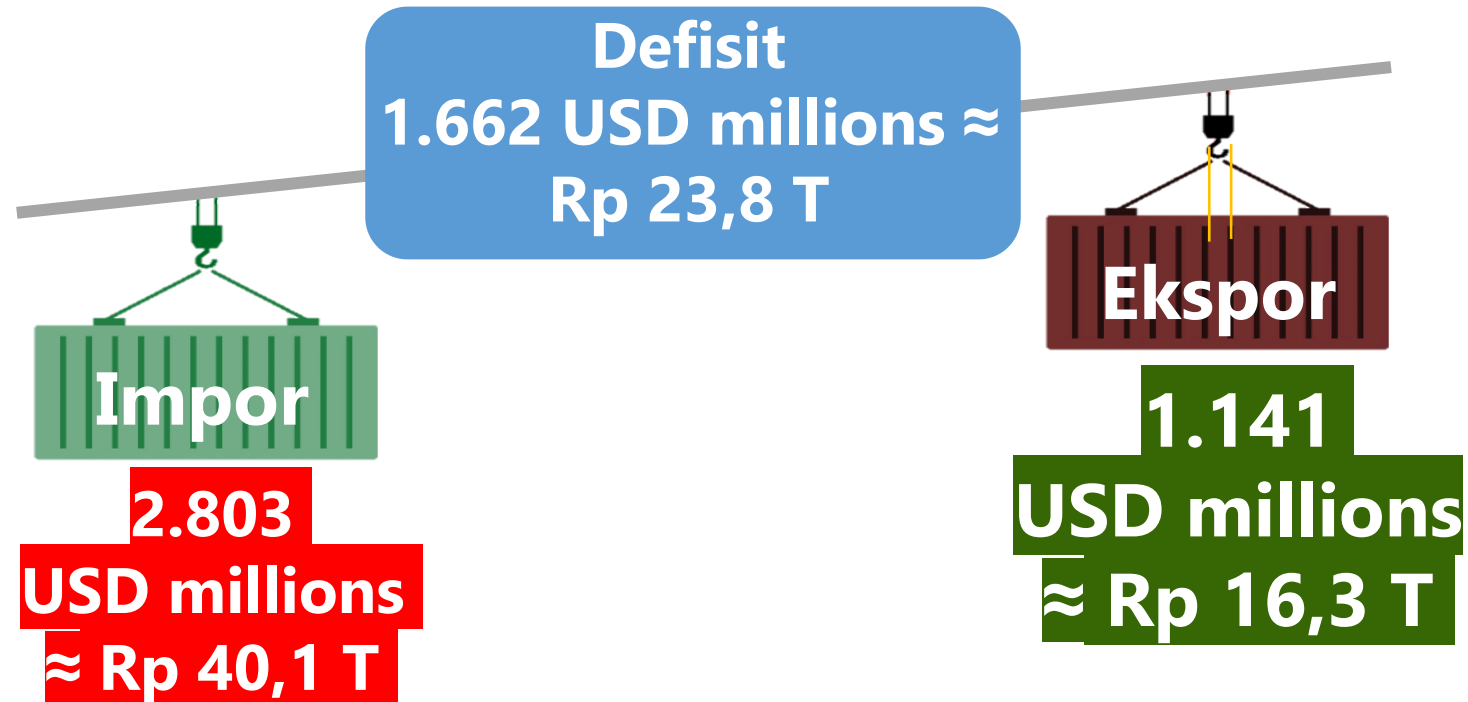 Defisit
1.662 USD millions ≈
Rp 23,8 T
Impor
2.803
USD millions
≈ Rp 40,1 T
Ekspor
1.141
USD millions
≈ Rp 16,3 T